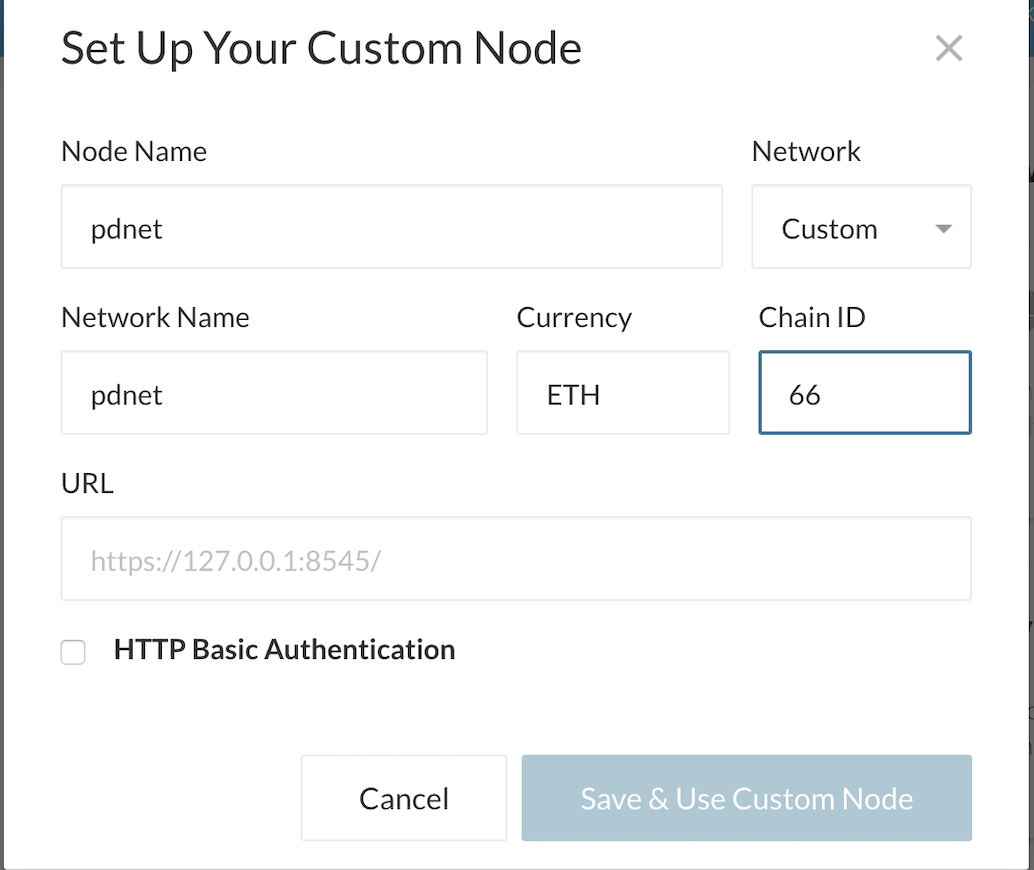 Set Up Your Custom Node
Node Name
Network
pdnet
Custom
Network Name
Currency
Chain ID
pdnet
ETH
66
URL
https://127.0.0.1:8545/
HTTP Basic Authentication
Cancel
Save & Use Custom Node